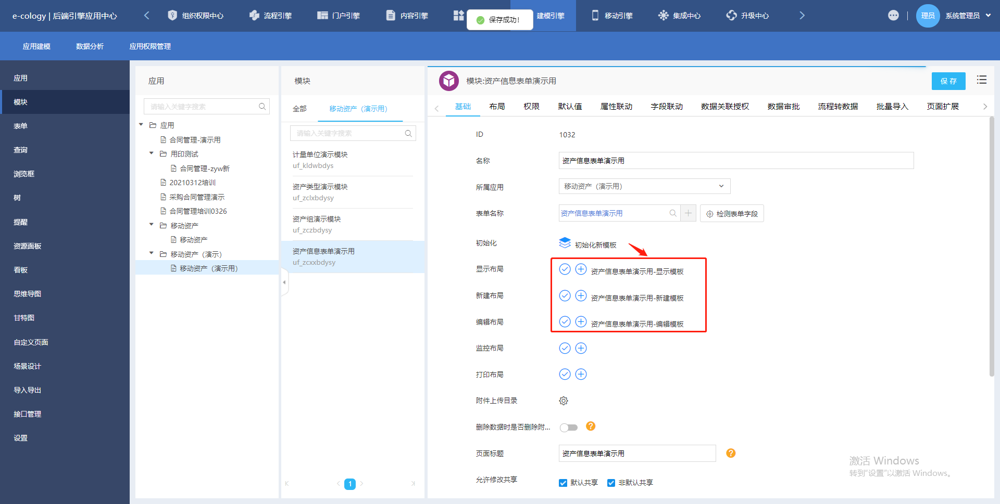 e-cology | 后端引擎应用中心
组织权限中心
流程引擎
门户引擎
内容引擎
保存成功！
建模引擎
移动引擎
集成中心
升级中心
理员
系统管理员
应用建模
数据分析
应用权限管理
应用
模块
表单
查询
浏览框
树
提醒
资源面板
看板
思维导图
甘特图
自定义页面
场景设计
导入导出
接口管理
设置
应用
请输入关键字搜索
应用
合同管理-演示用
用印测试
合同管理-zyw新
20210312培训
采购合同管理演示
合同管理培训0326
移动资产
移动资产
移动资产（演示）
移动资产（演示用）
模块
全部
移动资产（演示用）
请输入关键字搜索
计量单位演示模块
uf_kldwbdys
资产类型演示模块
uf_zclxbdysy
资产组演示模块
uf_zczbdysy
资产信息表单演示用
uf_zcxxbdysy
1
模块:资产信息表单演示用
保 存
基础
布局
权限
默认值
属性联动
字段联动
数据关联授权
数据审批
流程转数据
批量导入
页面扩展
ID
1032
名称
资产信息表单演示用
所属应用
移动资产（演示用）
表单名称
资产信息表单演示用
检测表单字段
初始化
初始化新模板
显示布局
资产信息表单演示用-显示模板
新建布局
资产信息表单演示用-新建模板
编辑布局
资产信息表单演示用-编辑模板
监控布局
打印布局
附件上传目录
删除数据时是否删除附...
页面标题
资产信息表单演示用
允许修改共享
默认共享
非默认共享
激活 Windows
转到“设置”以激活 Windows。